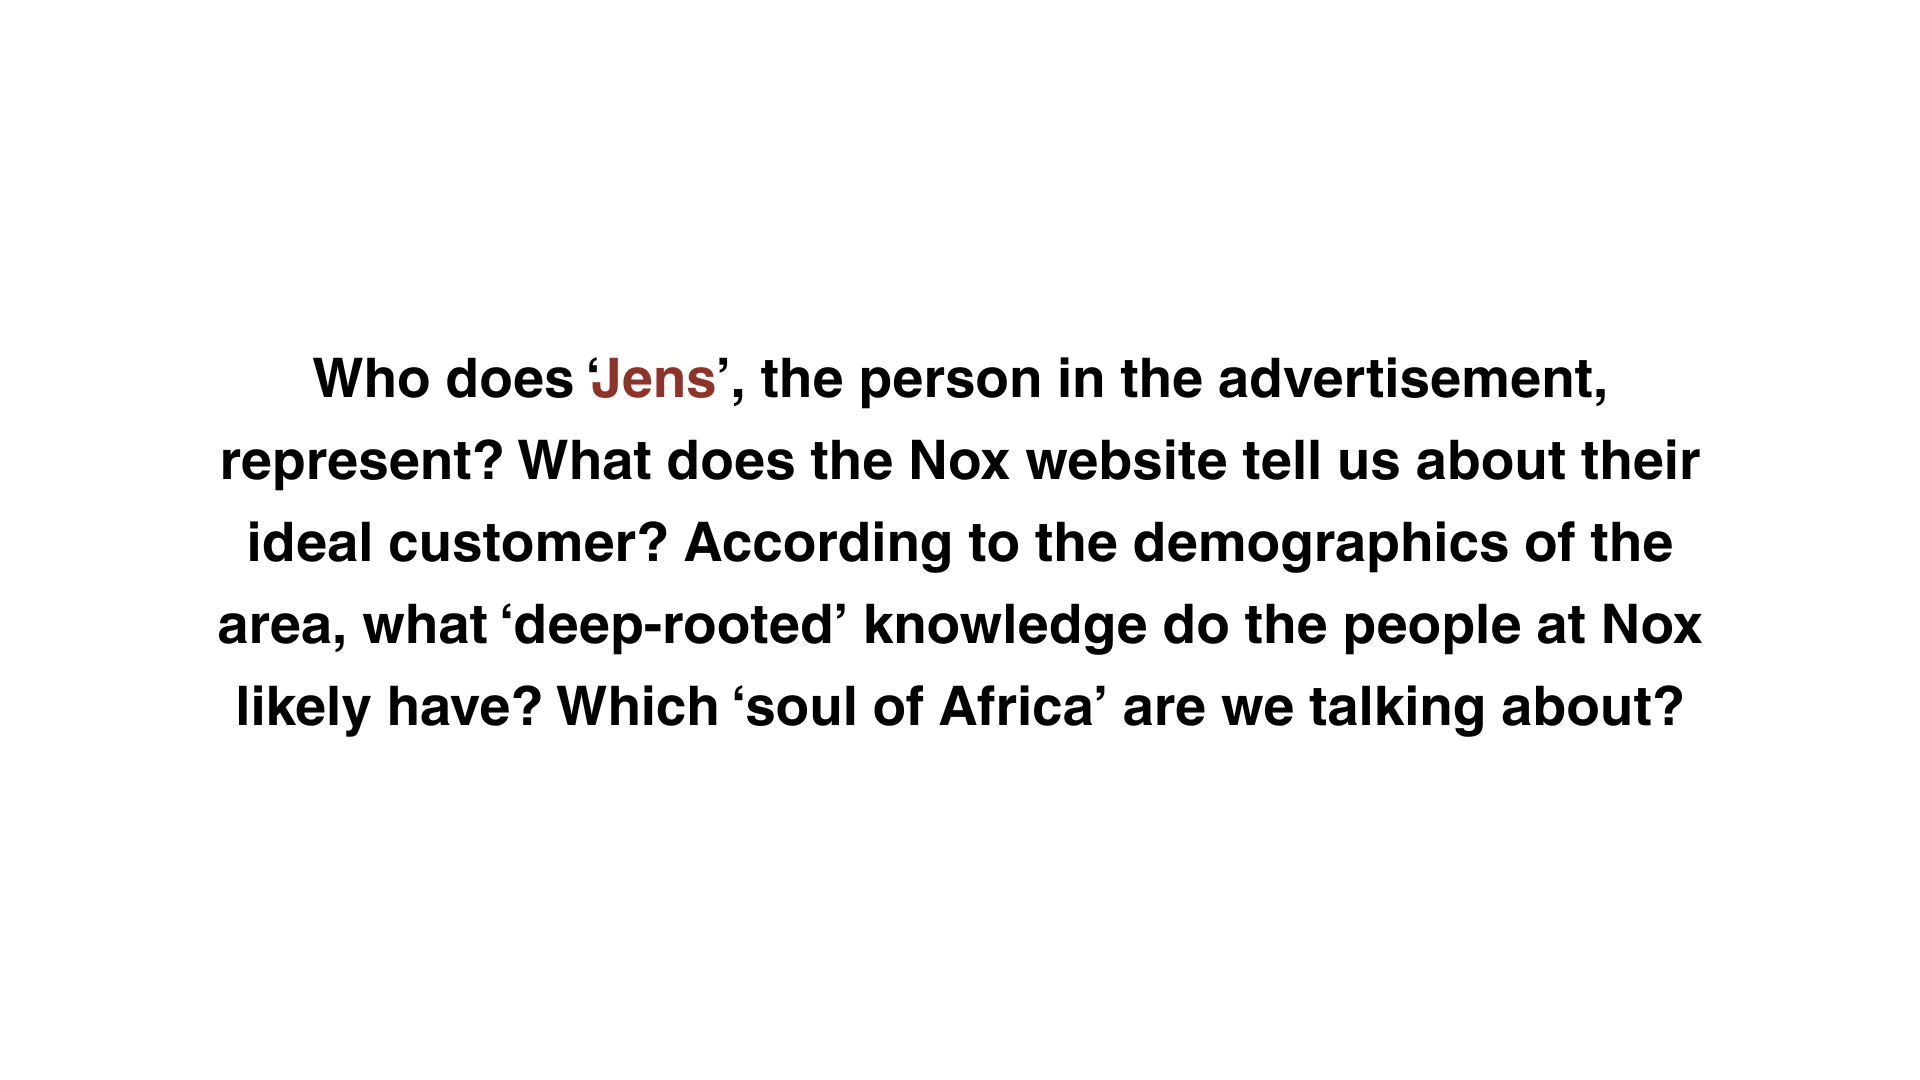 Who does ‘Jens’, the person in the advertisement,
represent? What does the Nox website tell us about their
ideal customer? According to the demographics of the
area, what ‘deep-rooted’ knowledge do the people at Nox
likely have? Which ‘soul of Africa’ are we talking about?